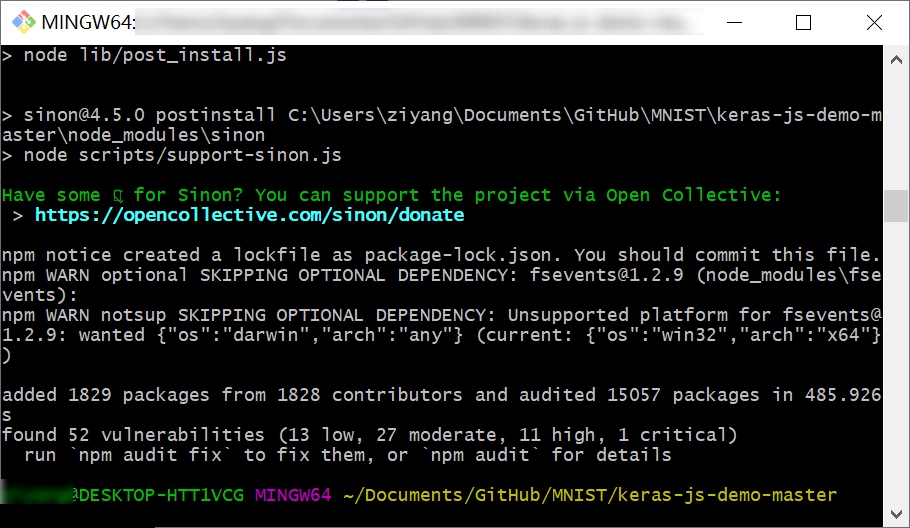 MINGW64:
> node lib/post_install.js
> sinon@4.5.0 postinstall C:\Users\ziyang\Documents\GitHub\MNIST\keras-js-demo-m
aster\node_modules\sinon
> node scripts/support-sinon.js
Have some for Sinon? You can support the project via Open Collective:
> https://opencollective.com/sinon/donate
npm notice created a lockfile as package-lock.json. You should commit this file.
npm WARN optional SKIPPING OPTIONAL DEPENDENCY: fsevents@1.2.9 (node_modules\fse
vents):
npm WARN notsup SKIPPING OPTIONAL DEPENDENCY: Unsupported platform for fsevents@
1.2.9: wanted {"os":"darwin","arch":"any"} (current: {"os":"win32","arch":"x64"}
)
added 1829 packages from 1828 contributors and audited 15057 packages in 485.926
s
found 52 vulnerabilities (13 low, 27 moderate, 11 high, 1 critical)
run `npm audit fix` to fix them, or `npm audit` for details
@DESKTOP-HTT1VCG MINGW64 ~/Documents/GitHub/MNIST/keras-js-demo-master